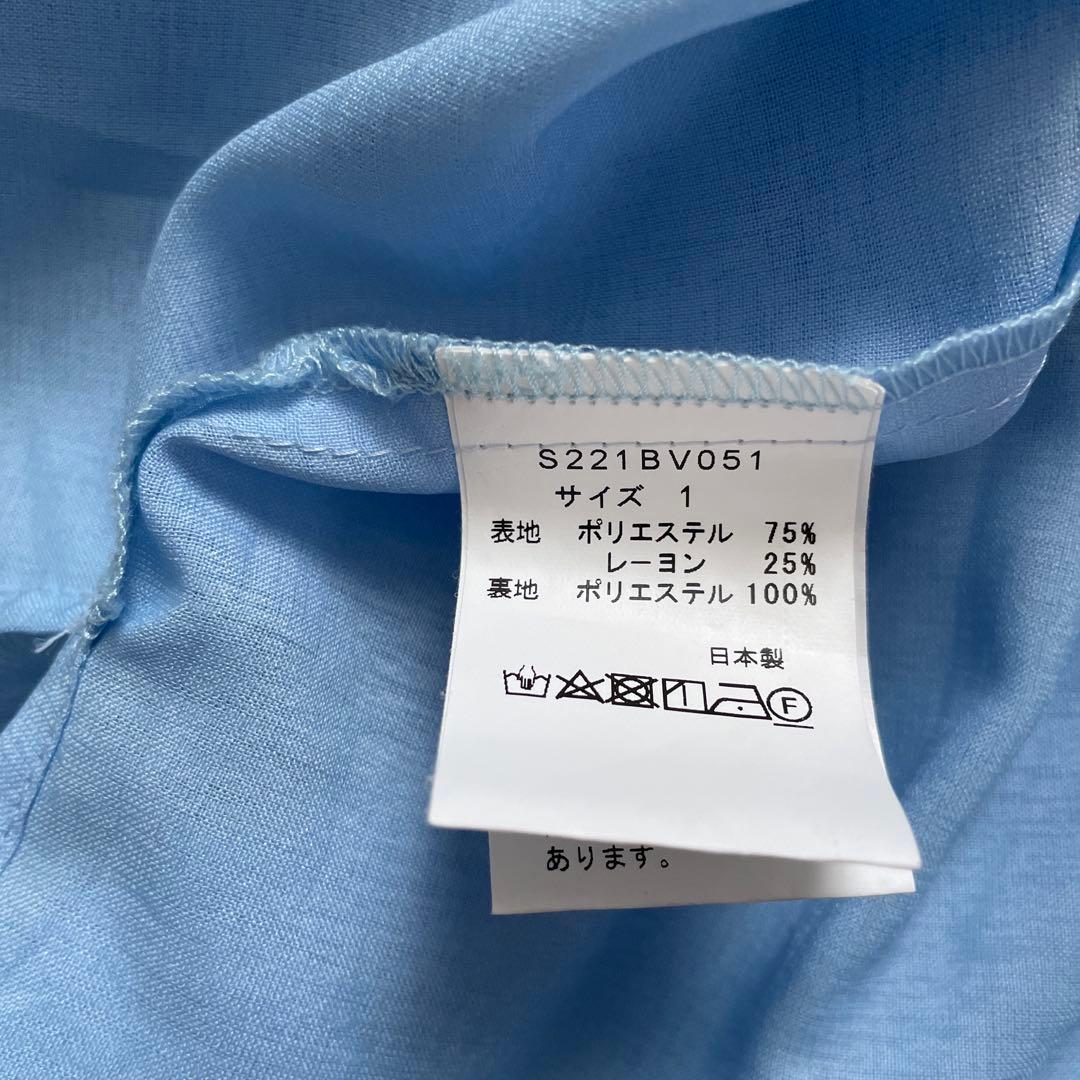 S221BV051
サイズ 1
表地 ポリエステル 75%
レーヨン 25%
裏地 ポリエステル 100%
日本製
F
あります。